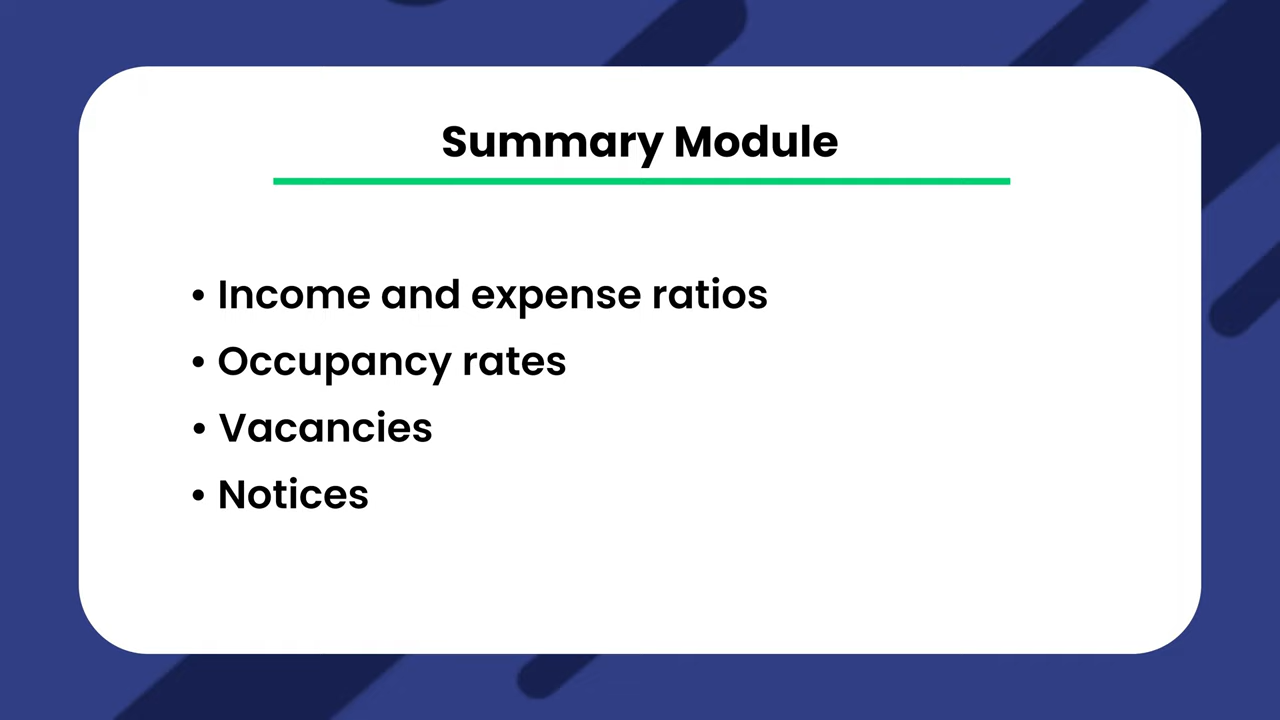 Summary Module
• Income and expense ratios
• Occupancy rates
• Vacancies
• Notices